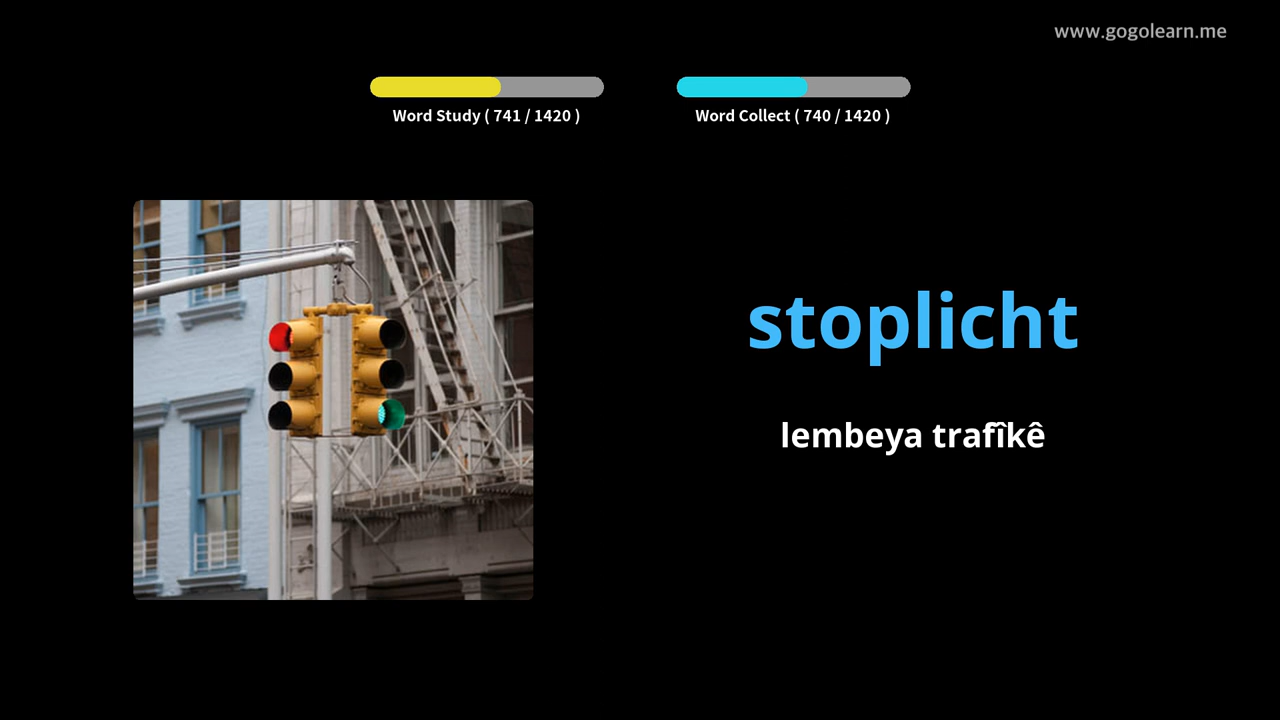 www.gogolearn.me
Word Study ( 741 / 1420 )
Word Collect ( 740 / 1420 )
stoplicht
lembeya trafîkê